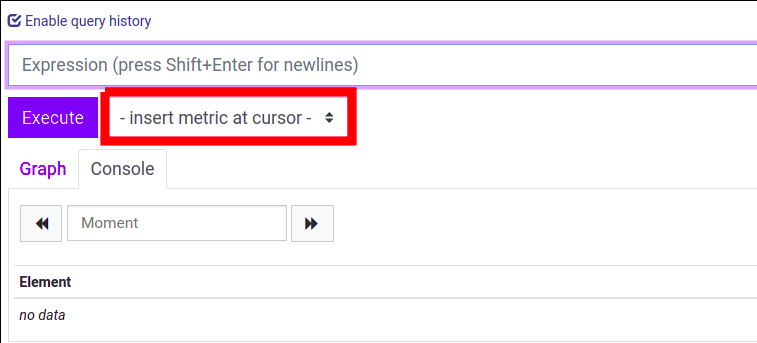 Enable query history
Expression (press Shift+Enter for newlines)
Execute - insert metric at cursor -
Graph Console
Moment
Element
no data